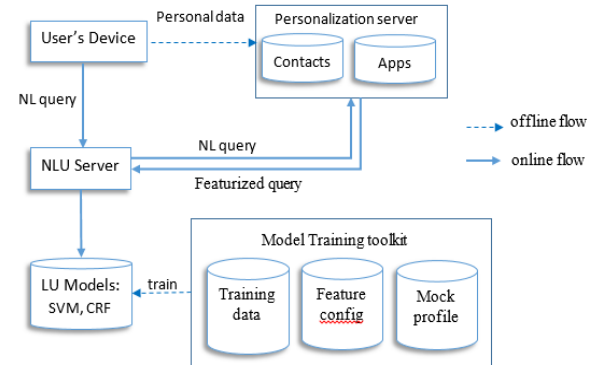 Personal data
Personalization server
User's Device
Contacts
Apps
NL query
NL query
offline flow
NLU Server
online flow
Featurized query
Model Training toolkit
LU Models:
SVM, CRF
train
Training
data
Feature
config
Mock
profile